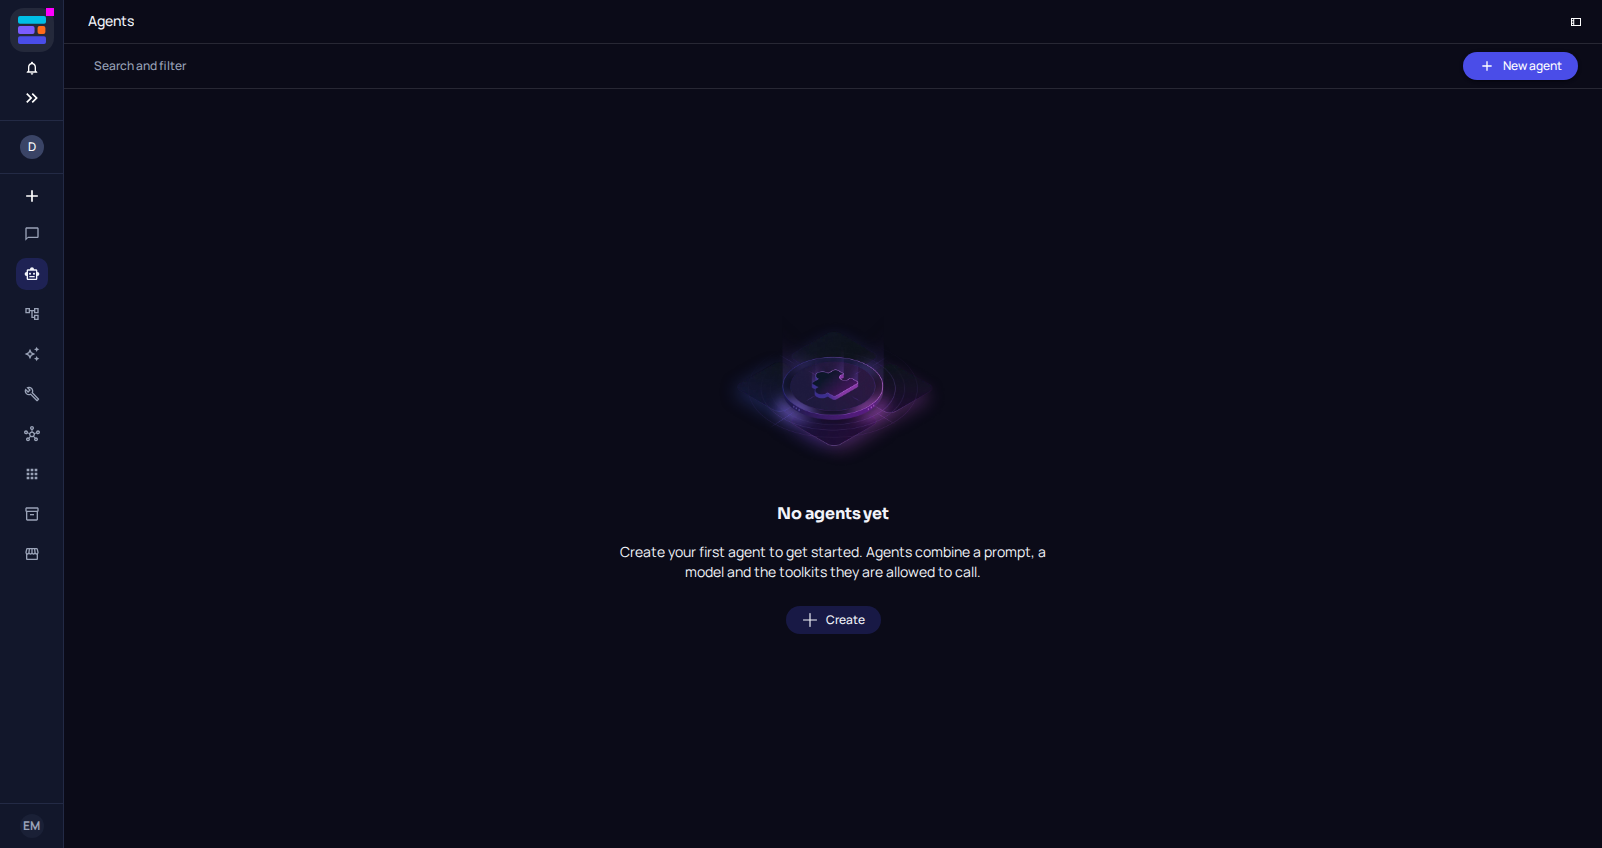 Agents
Search and filter
New agent
D
No agents yet
Create your first agent to get started. Agents combine a prompt, a
model and the toolkits they are allowed to call.
Create
EM